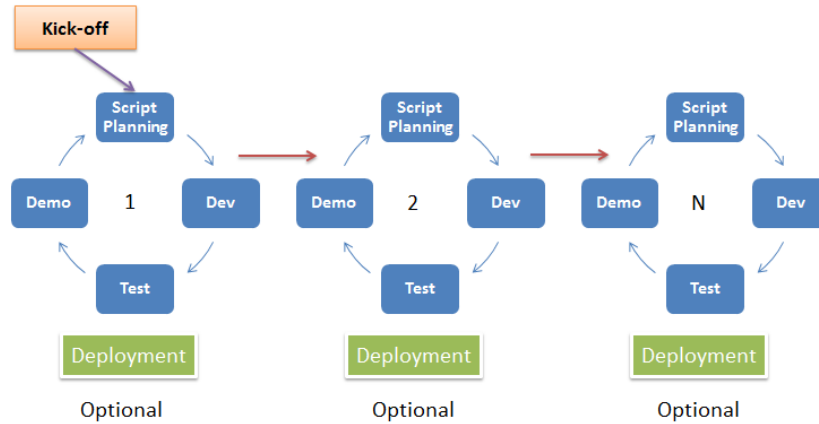 Kick-off
Script
Planning
Script
Planning
Script
Planning
Demo
1
Dev
Demo
2
Dev
Demo
N
Dev
Test
Test
Test
Deployment
Deployment
Deployment
Optional
Optional
Optional